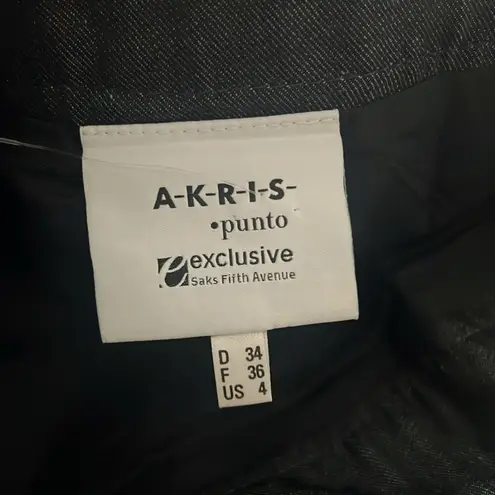 A-K-R-I-S-
•punto
e exclusive
Saks Fifth Avenue
D 34
F 36
US 4